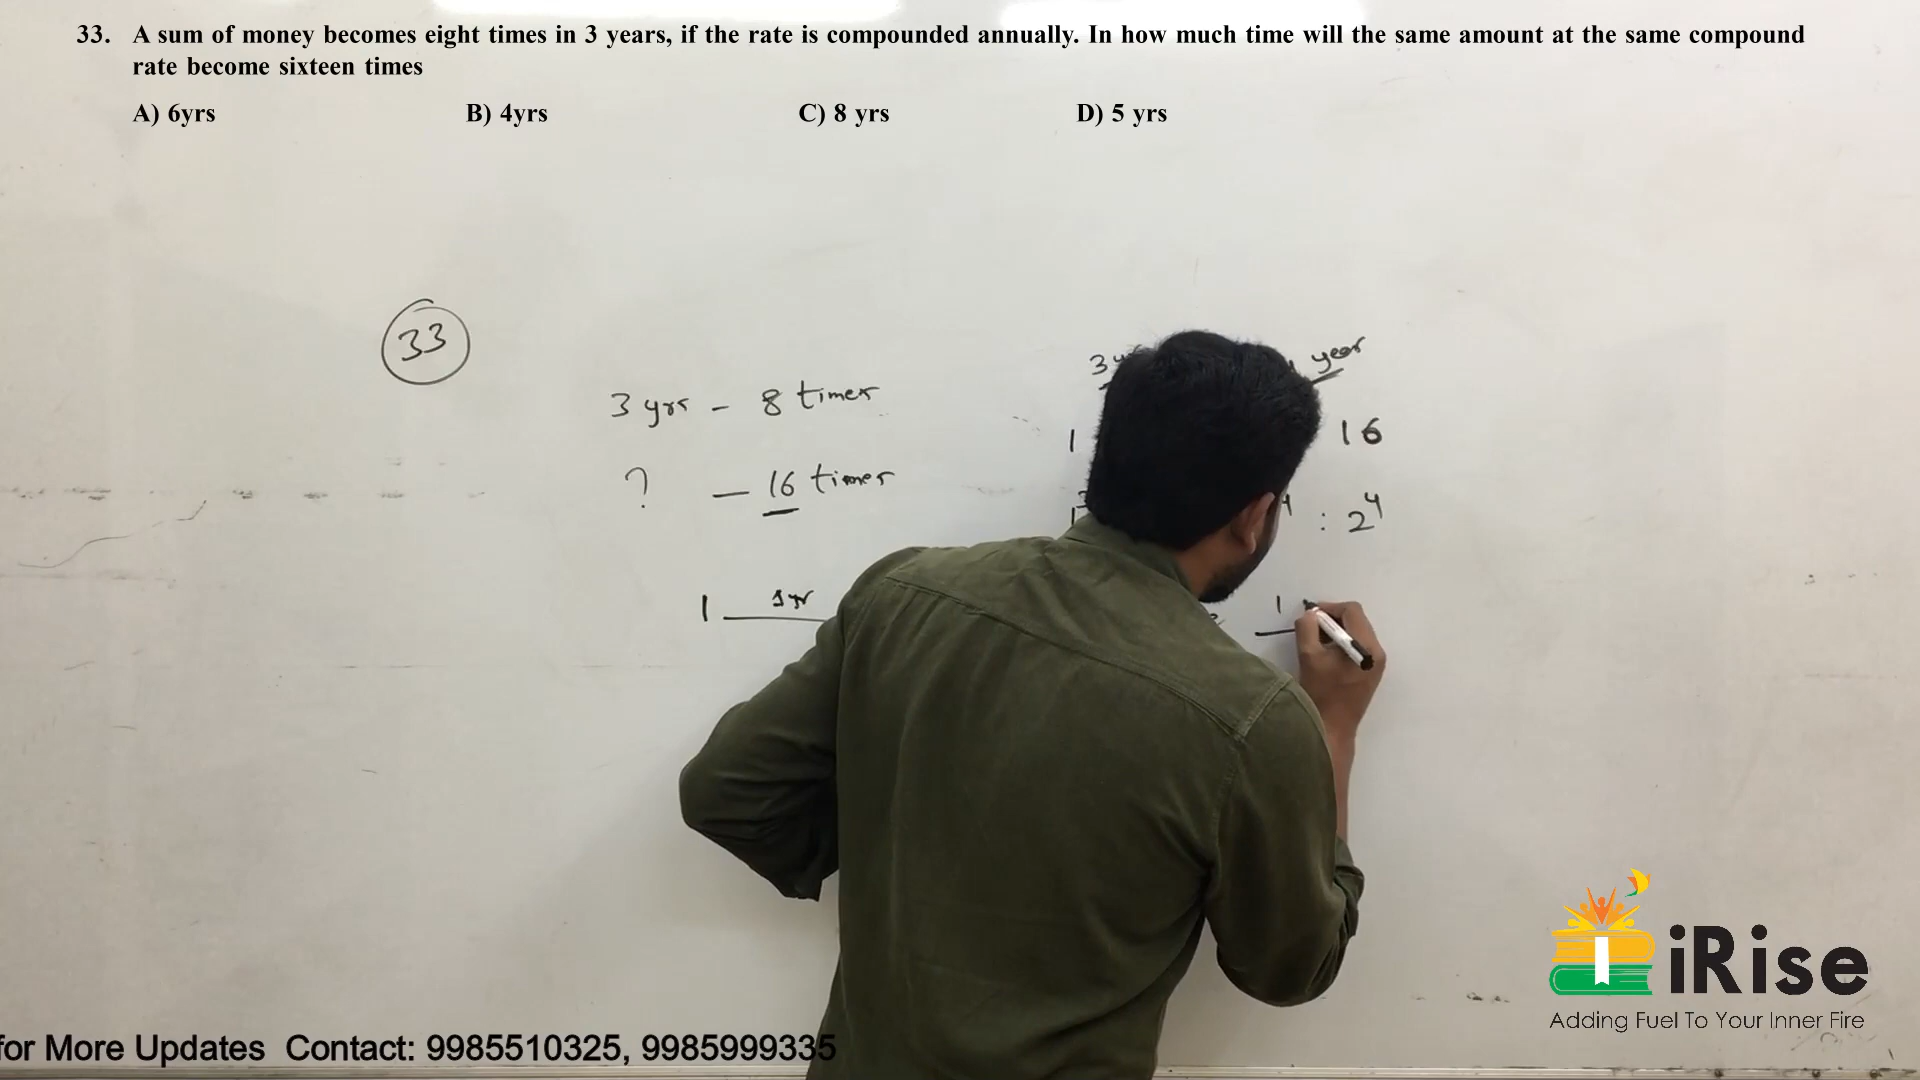 33. A sum of money becomes eight times in 3 years, if the rate is compounded annually. In how much time will the same amount at the same compound
rate become sixteen times
A) 6yrs B) 4yrs C) 8 yrs D) 5 yrs
33
3 yrs - 8 times
? - 16 times
1 1yr
3 year
1 16
4 : 2^4
1
iRise
Adding Fuel To Your Inner Fire
for More Updates Contact: 9985510325, 9985999335